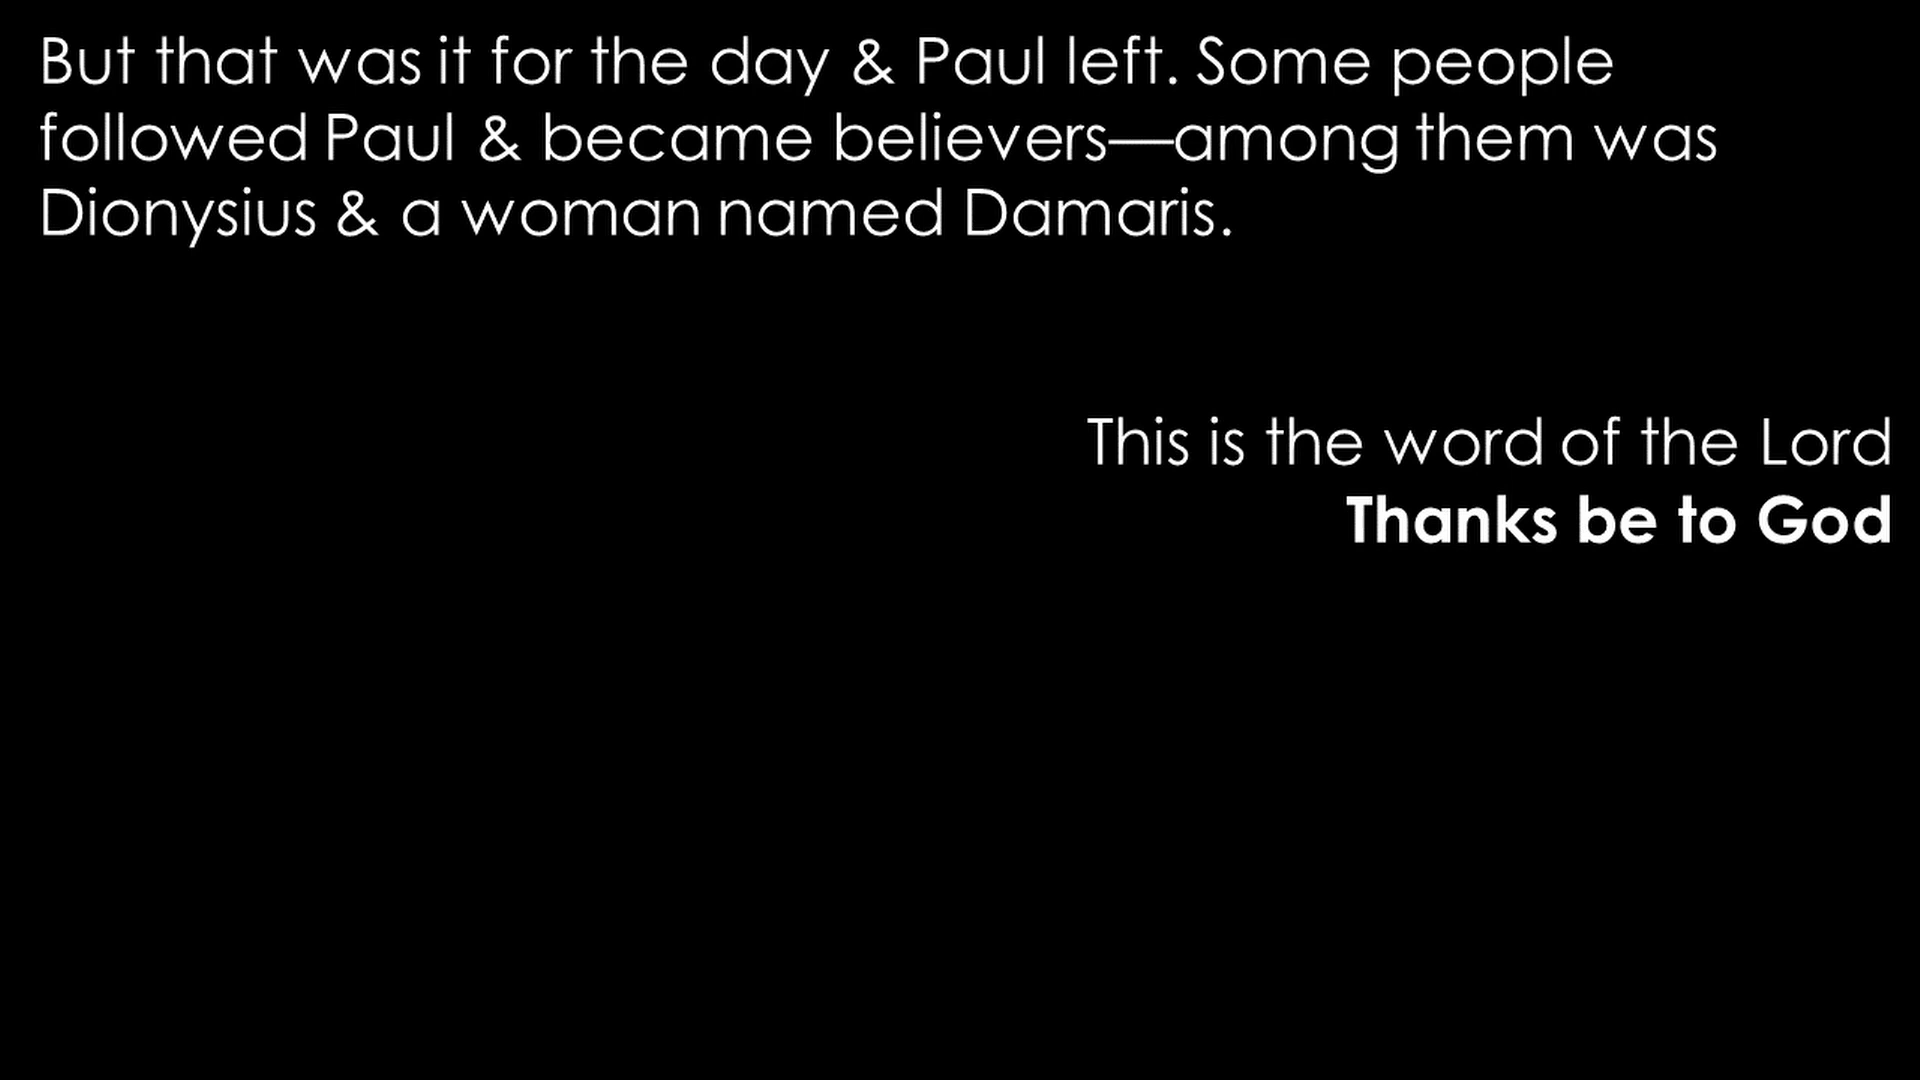 But that was it for the day & Paul left. Some people
followed Paul & became believers—among them was
Dionysius & a woman named Damaris.
This is the word of the Lord
Thanks be to God